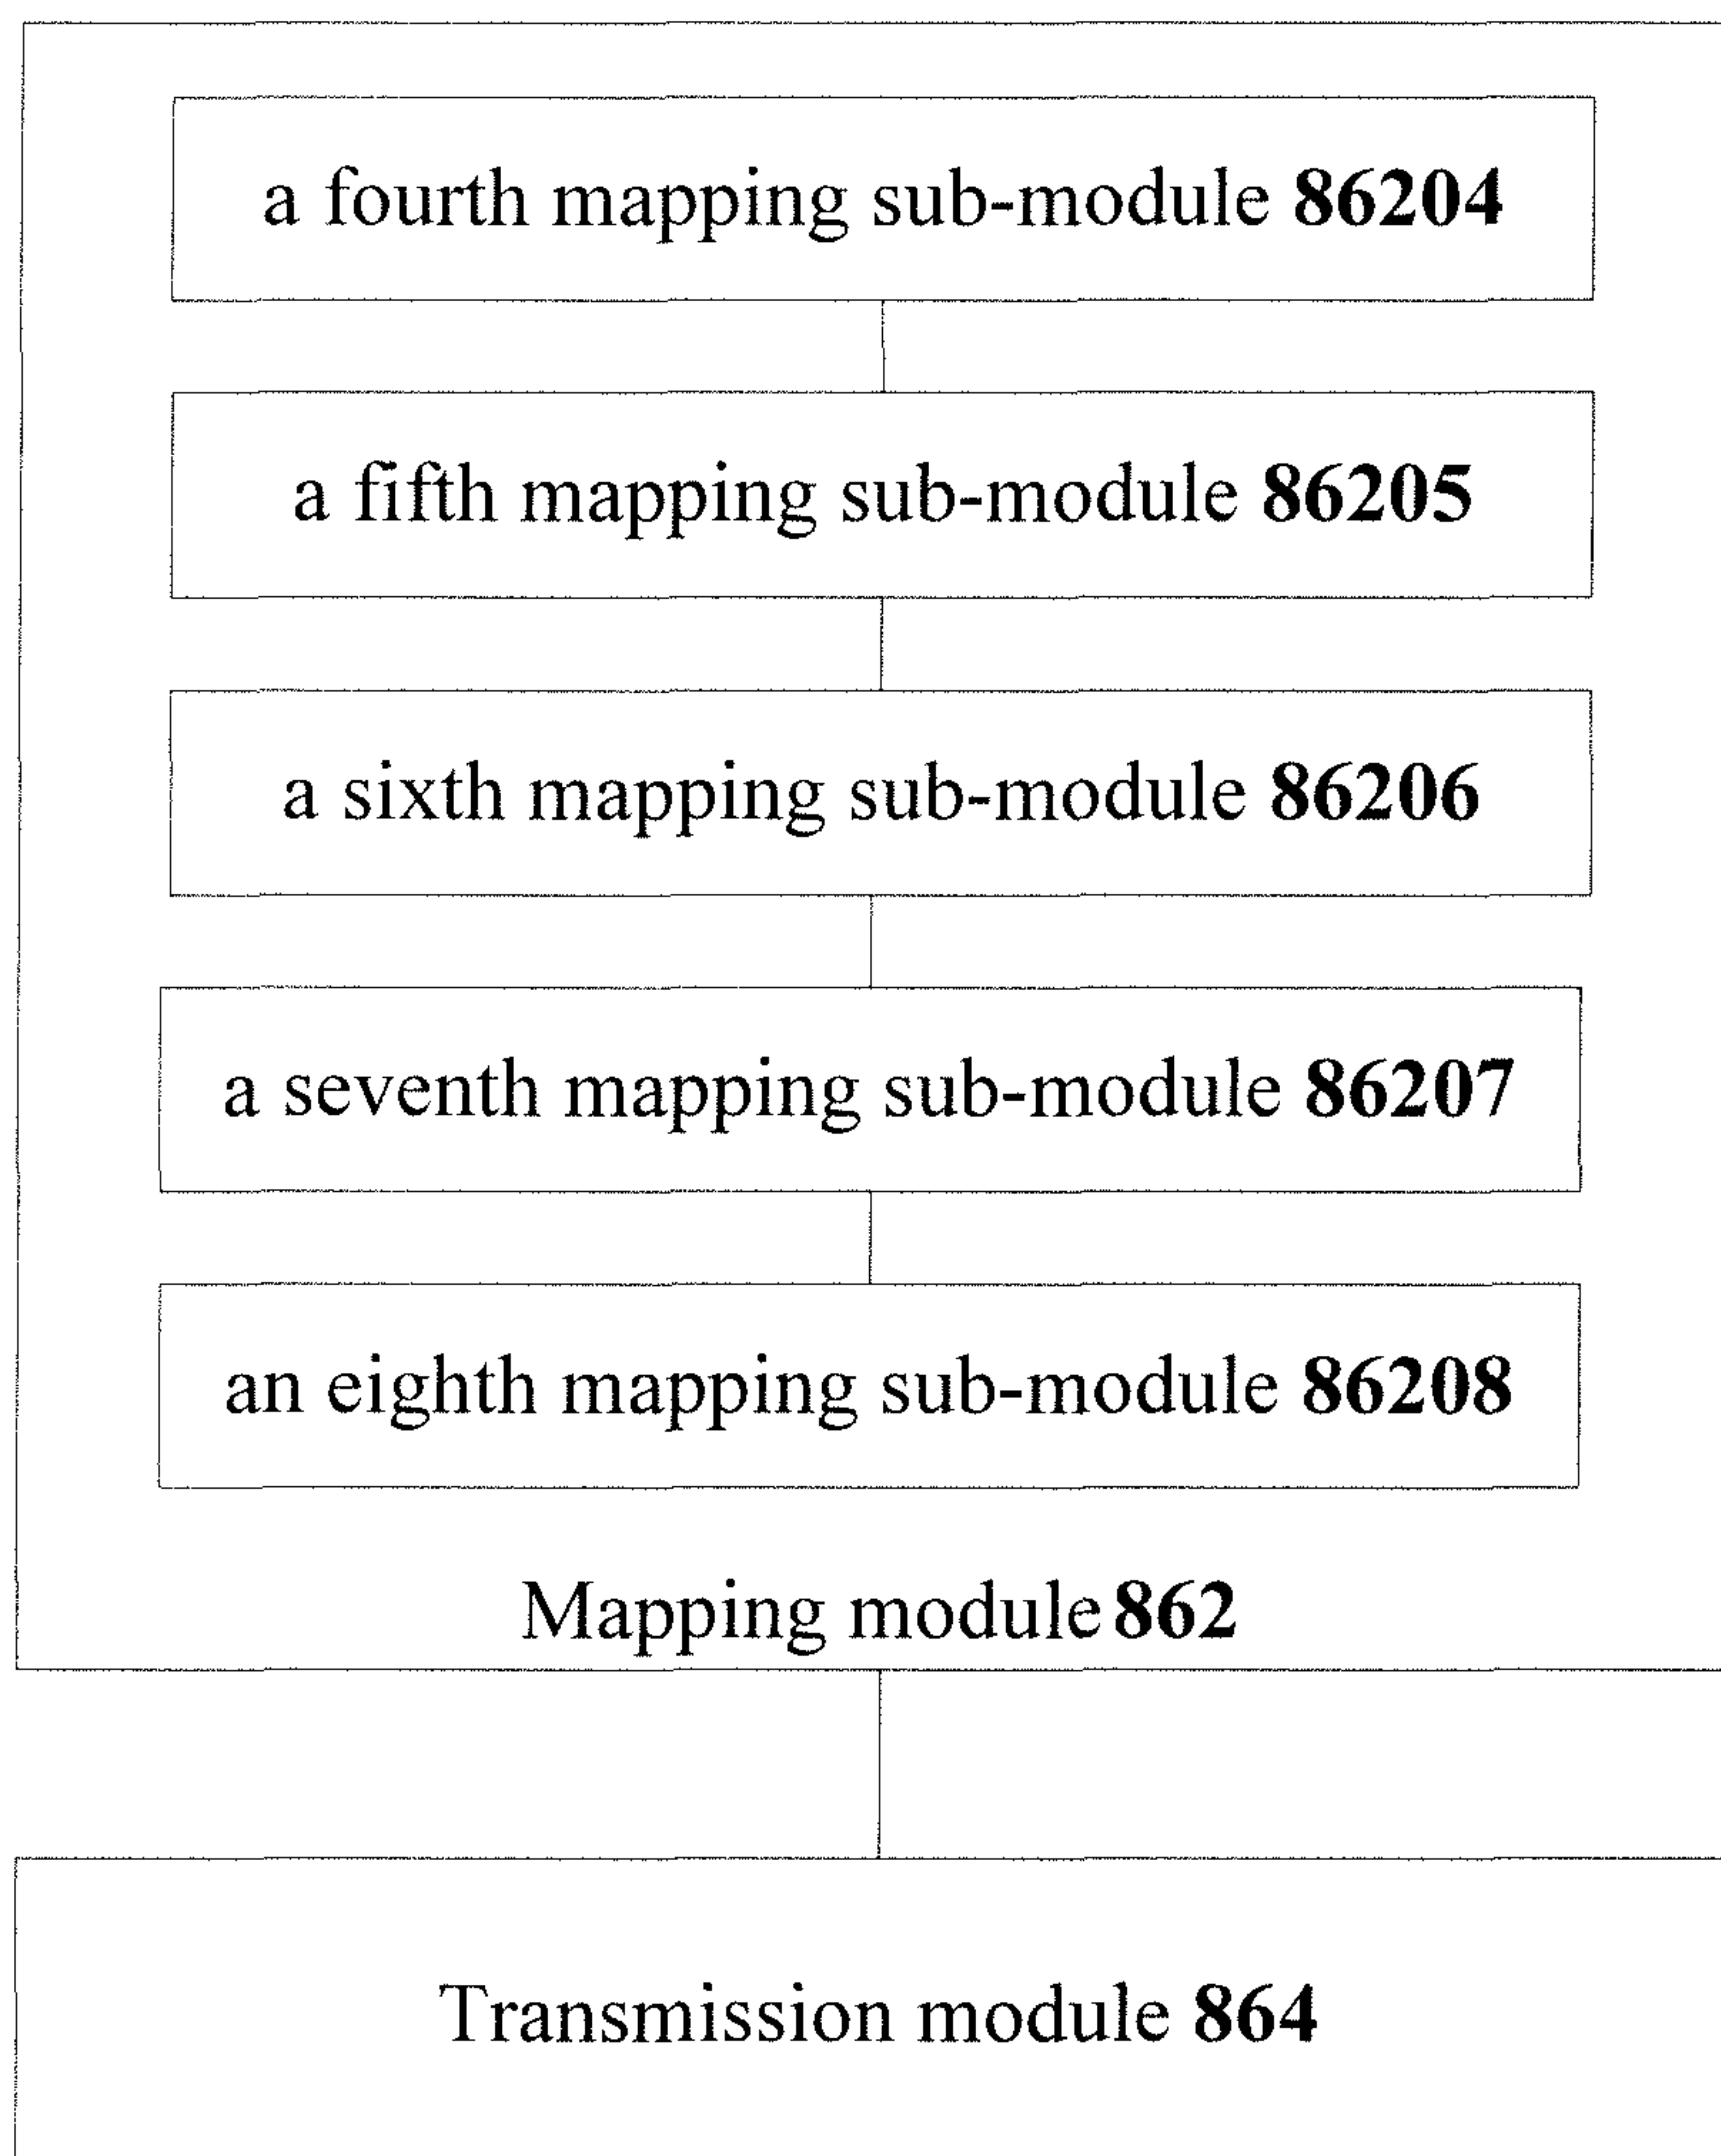 a fourth mapping sub-module 86204
a fifth mapping sub-module 86205
a sixth mapping sub-module 86206
a seventh mapping sub-module 86207
an eighth mapping sub-module 86208
Mapping module 862
Transmission module 864